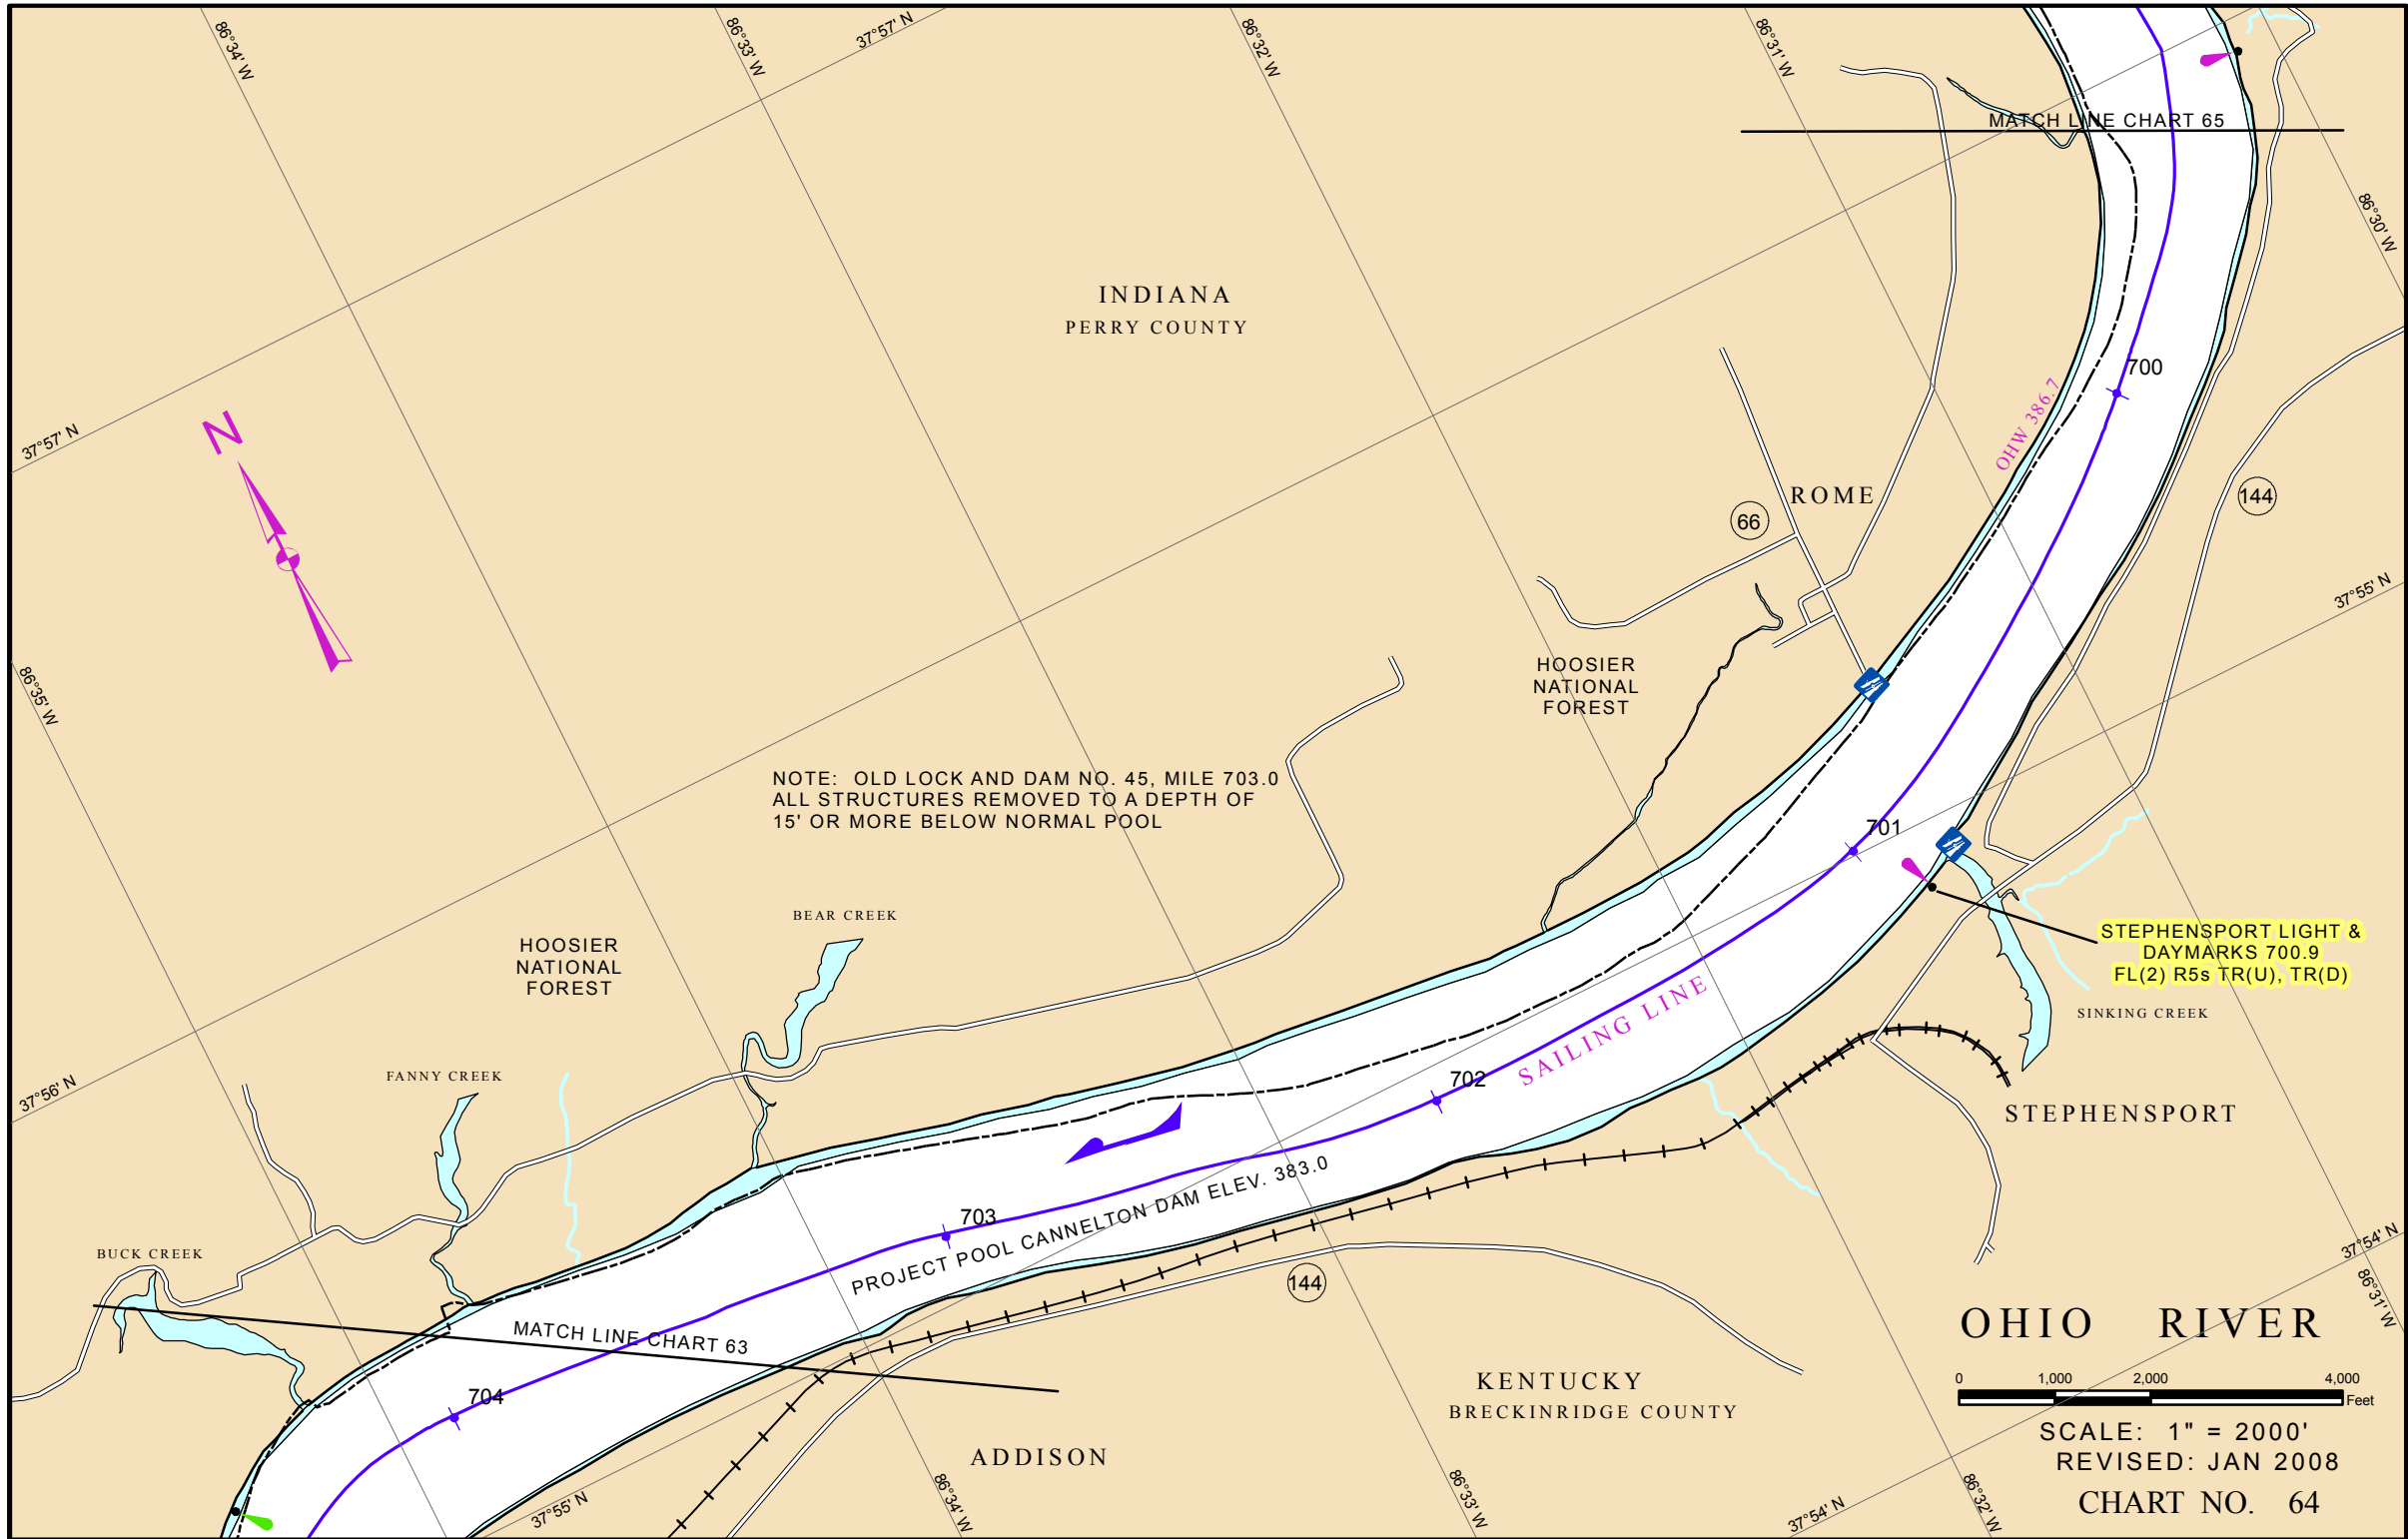 86°34' W
86°33' W
37°57' N
86°32' W
86°31' W
MATCH LINE CHART 65
86°30' W
INDIANA
PERRY COUNTY
700
OHW 386.7
N
37°57' N
ROME
66
144
37°55' N
86°35' W
HOOSIER
NATIONAL
FOREST
NOTE: OLD LOCK AND DAM NO. 45, MILE 703.0
ALL STRUCTURES REMOVED TO A DEPTH OF
15' OR MORE BELOW NORMAL POOL
701
BEAR CREEK
HOOSIER
NATIONAL
FOREST
STEPHENSPORT LIGHT &
DAYMARKS 700.9
FL(2) R5s TR(U), TR(D)
SINKING CREEK
SAILING LINE
702
FANNY CREEK
37°56' N
STEPHENSPORT
703
PROJECT POOL CANNELTON DAM ELEV. 383.0
BUCK CREEK
144
37°54' N
86°31' W
MATCH LINE CHART 63
704
OHIO RIVER
0 1,000 2,000 4,000
Feet
KENTUCKY
BRECKINRIDGE COUNTY
SCALE: 1" = 2000'
REVISED: JAN 2008
CHART NO. 64
ADDISON
37°55' N
86°34' W
86°33' W
37°54' N
86°32' W